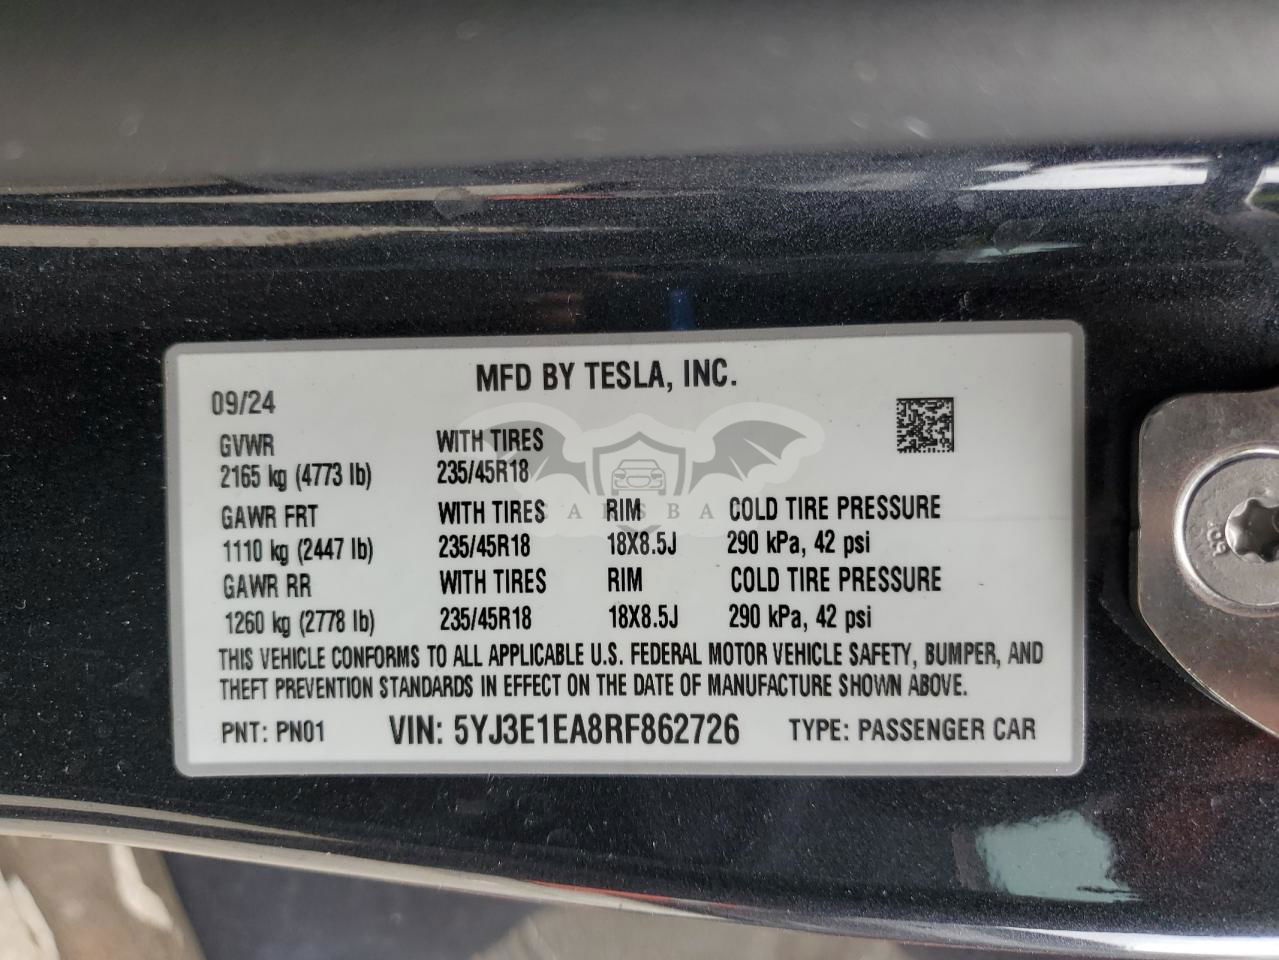 MFD BY TESLA, INC.
09/24
GVWR WITH TIRES
2165 kg (4773 lb) 235/45R18
GAWR FRT WITH TIRES RIM COLD TIRE PRESSURE
1110 kg (2447 lb) 235/45R18 18X8.5J 290 kPa, 42 psi
GAWR RR WITH TIRES RIM COLD TIRE PRESSURE
1260 kg (2778 lb) 235/45R18 18X8.5J 290 kPa, 42 psi
THIS VEHICLE CONFORMS TO ALL APPLICABLE U.S. FEDERAL MOTOR VEHICLE SAFETY, BUMPER, AND
THEFT PREVENTION STANDARDS IN EFFECT ON THE DATE OF MANUFACTURE SHOWN ABOVE.
PNT: PN01 VIN: 5YJ3E1EA8RF862726 TYPE: PASSENGER CAR